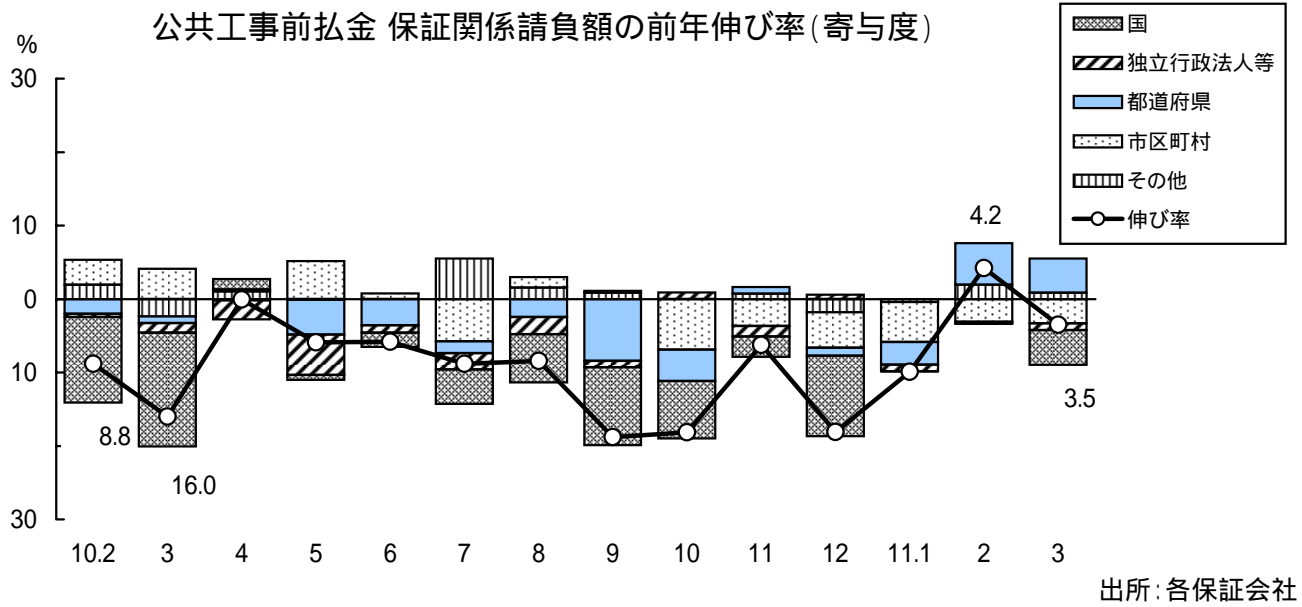 公共工事前払金 保証関係請負額の前年伸び率(寄与度)
%
国
独立行政法人等
都道府県
市区町村
その他
伸び率
30
10
0
10
30
4.2
8.8
16.0
3.5
10.2 3 4 5 6 7 8 9 10 11 12 11.1 2 3
出所:各保証会社